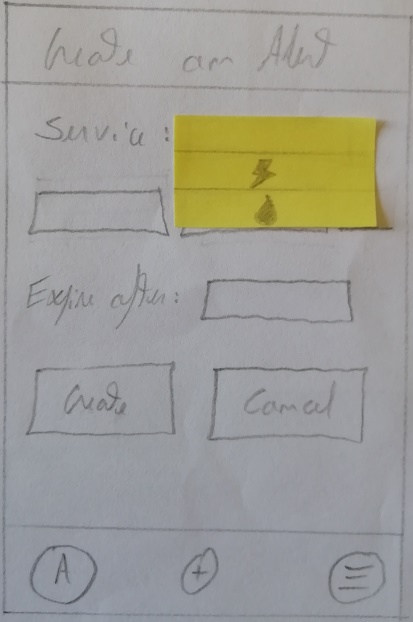 Create an Alert
Service :
Expire after :
Create Cancel
A +